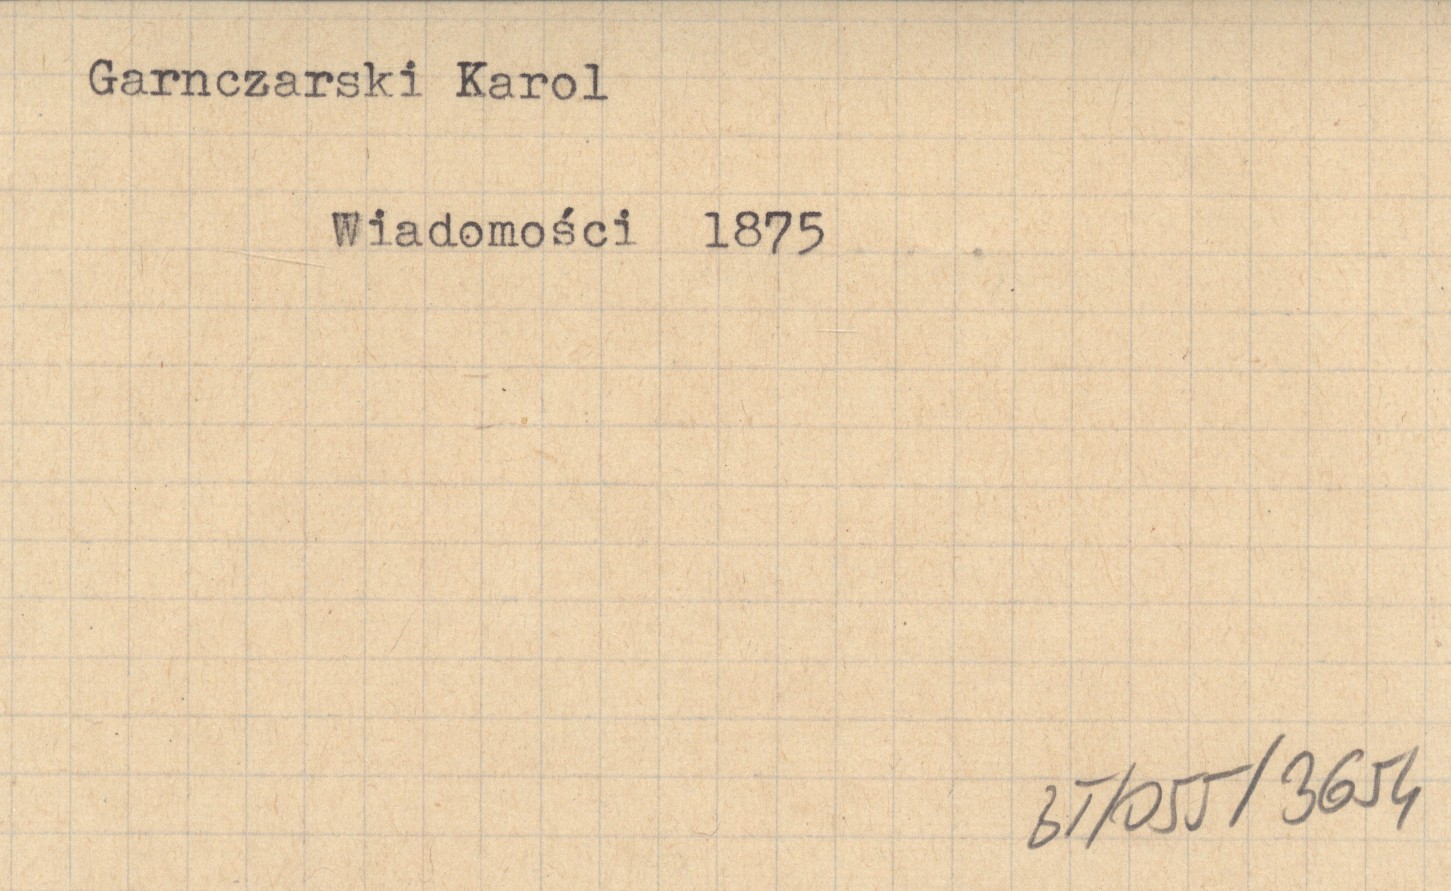 Garnczarski Karol
Wiadomości 1875
BT/055/3654